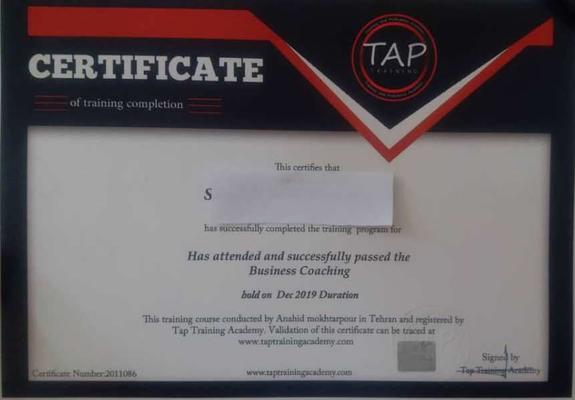 TAP
TRAINING
CERTIFICATE
of training completion
This certifies that
S
has successfully completed the training program for
Has attended and successfully passed the
Business Coaching
hold on Dec 2019 Duration
This training course conducted by Anahid mokhtarpour in Tehran and registered by
Tap Training Academy. Validation of this certificate can be traced at
www.taptrainingacademy.com
Signed by
Tap Training Academy
Certificate Number:2011086
www.taptrainingacademy.com